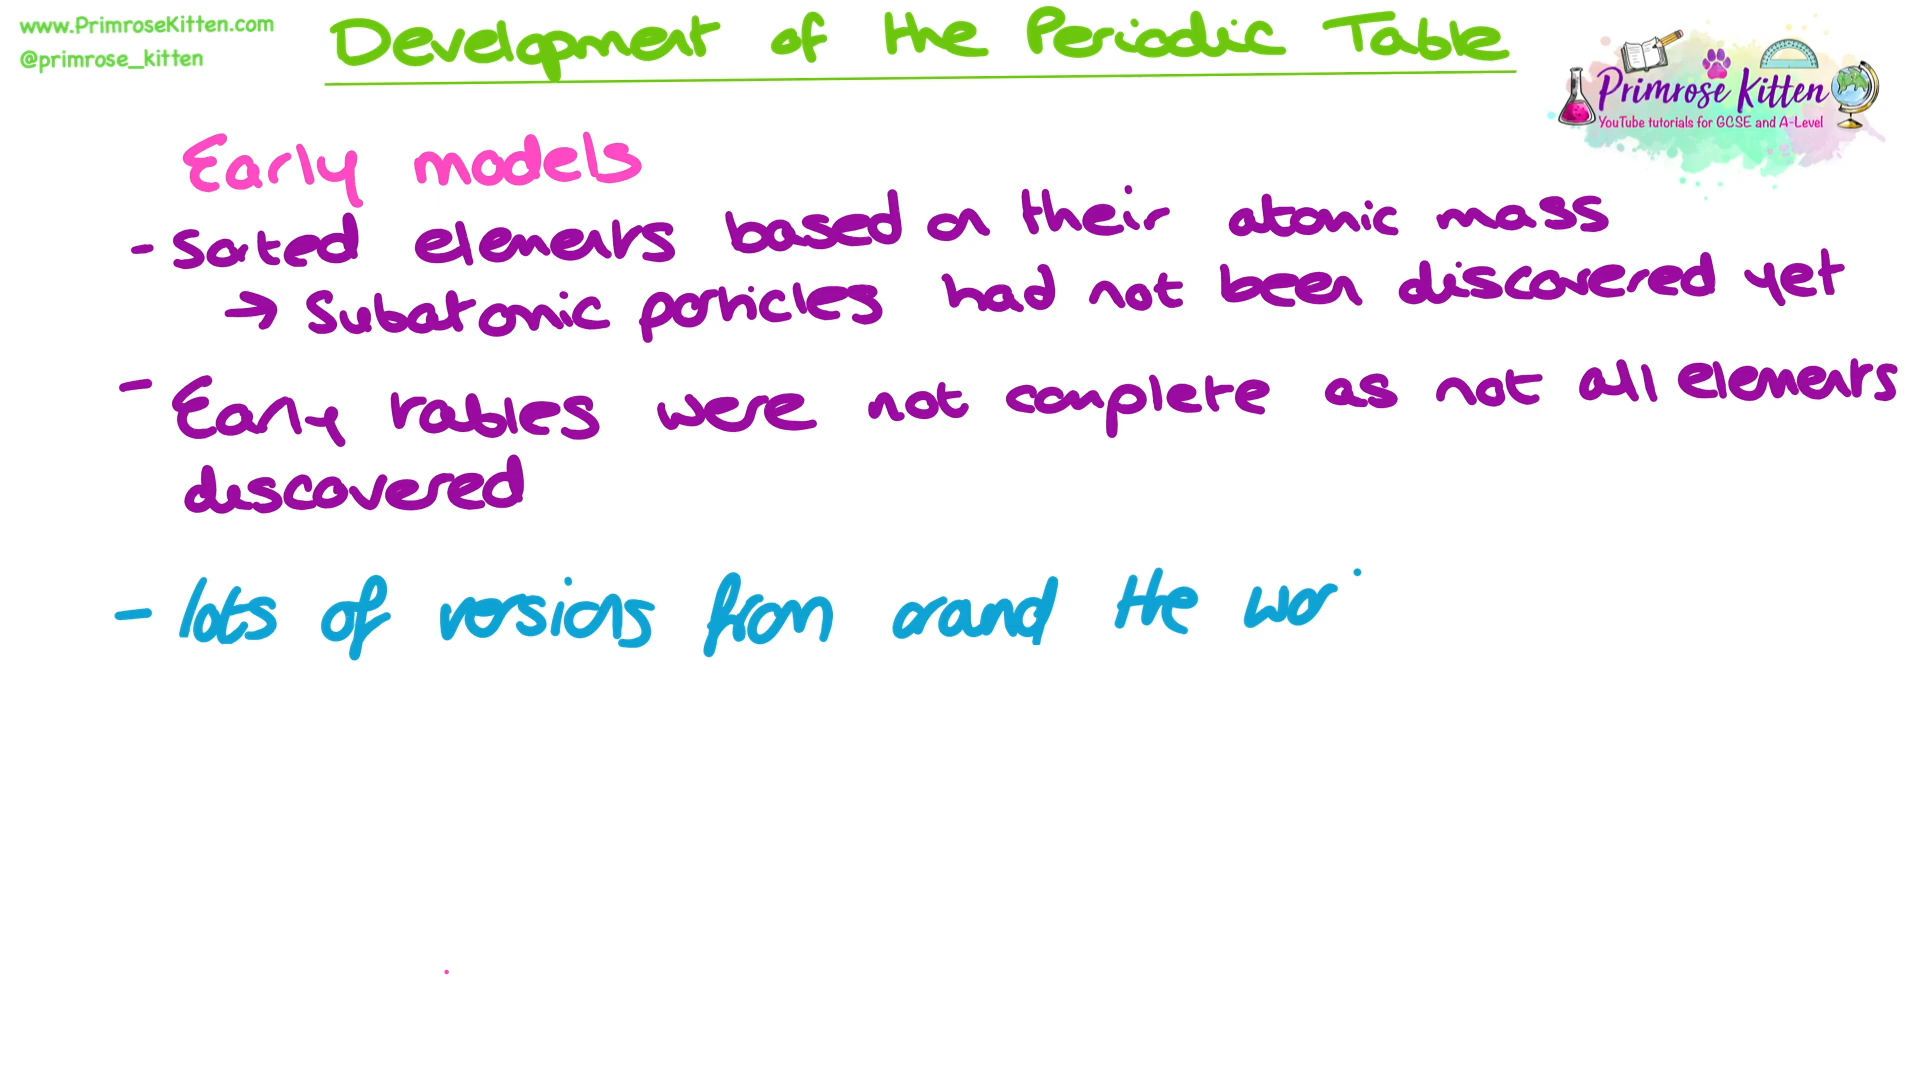 www.PrimroseKitten.com
@primrose_kitten
Development of the Periodic Table
Primrose Kitten
YouTube tutorials for GCSE and A-Level
Early models
- Sorted elements based on their atomic mass
→ Subatomic particles had not been discovered yet
- Early tables were not complete as not all elements
discovered
- lots of versions from around the wor